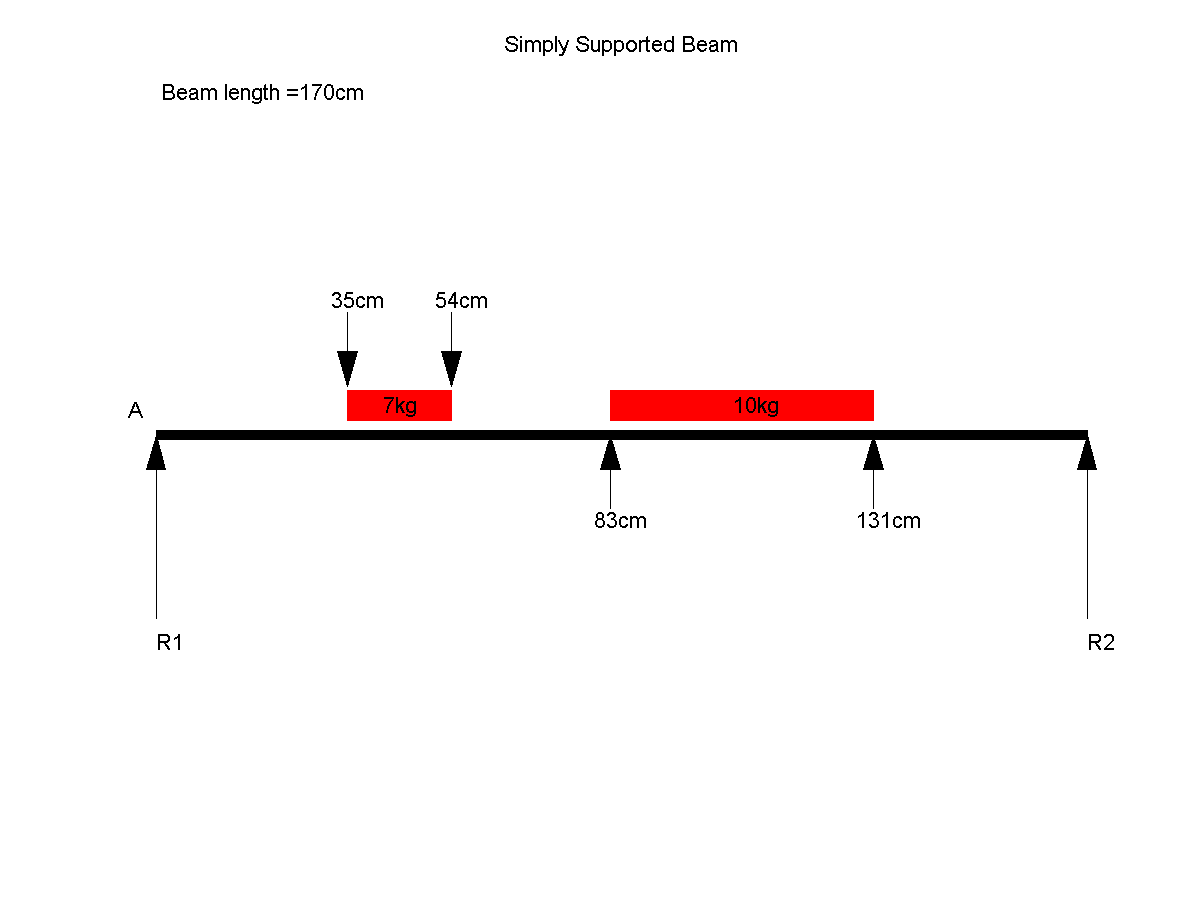 Simply Supported Beam
Beam length =170cm
35cm 54cm
A
7kg 10kg
83cm 131cm
R1 R2